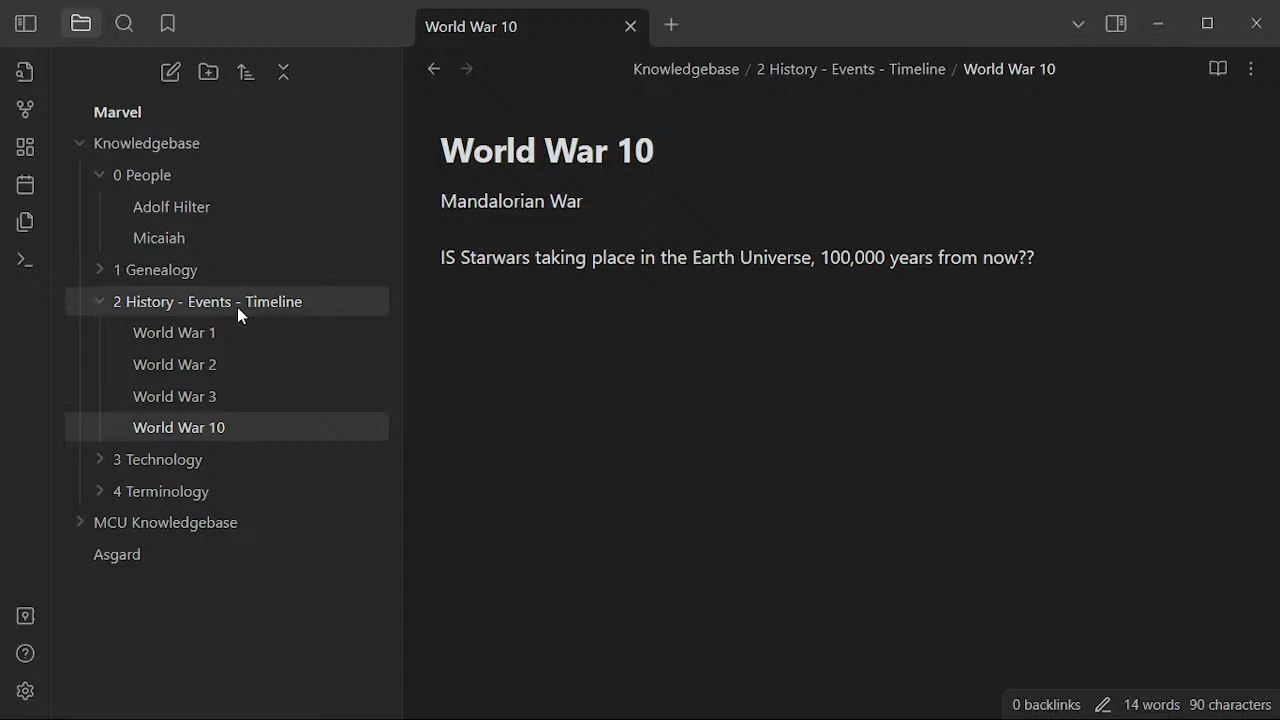 World War 10
Knowledgebase / 2 History - Events - Timeline / World War 10
Marvel
Knowledgebase
0 People
Adolf Hilter
Micaiah
1 Genealogy
2 History - Events - Timeline
World War 1
World War 2
World War 3
World War 10
3 Technology
4 Terminology
MCU Knowledgebase
Asgard
World War 10
Mandalorian War
IS Starwars taking place in the Earth Universe, 100,000 years from now??
0 backlinks 14 words 90 characters